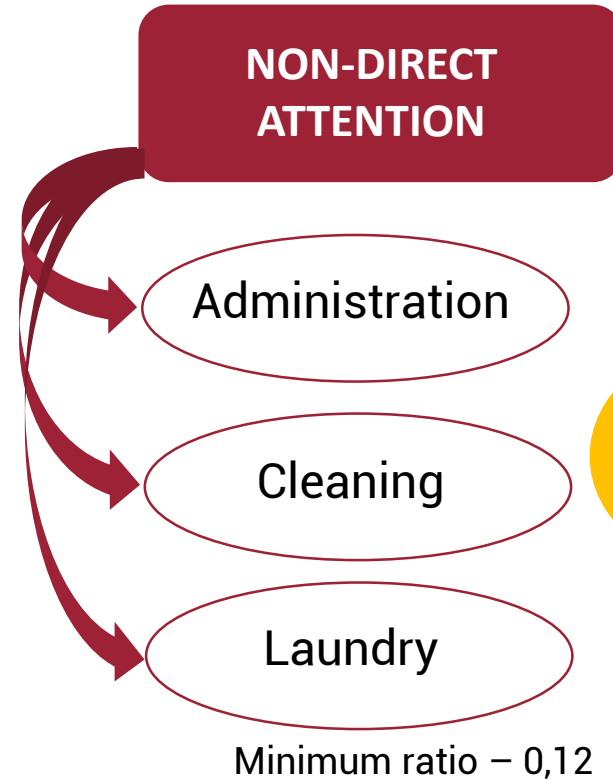 NON-DIRECT
ATTENTION
Administration
Cleaning
Laundry
Minimum ratio – 0,12